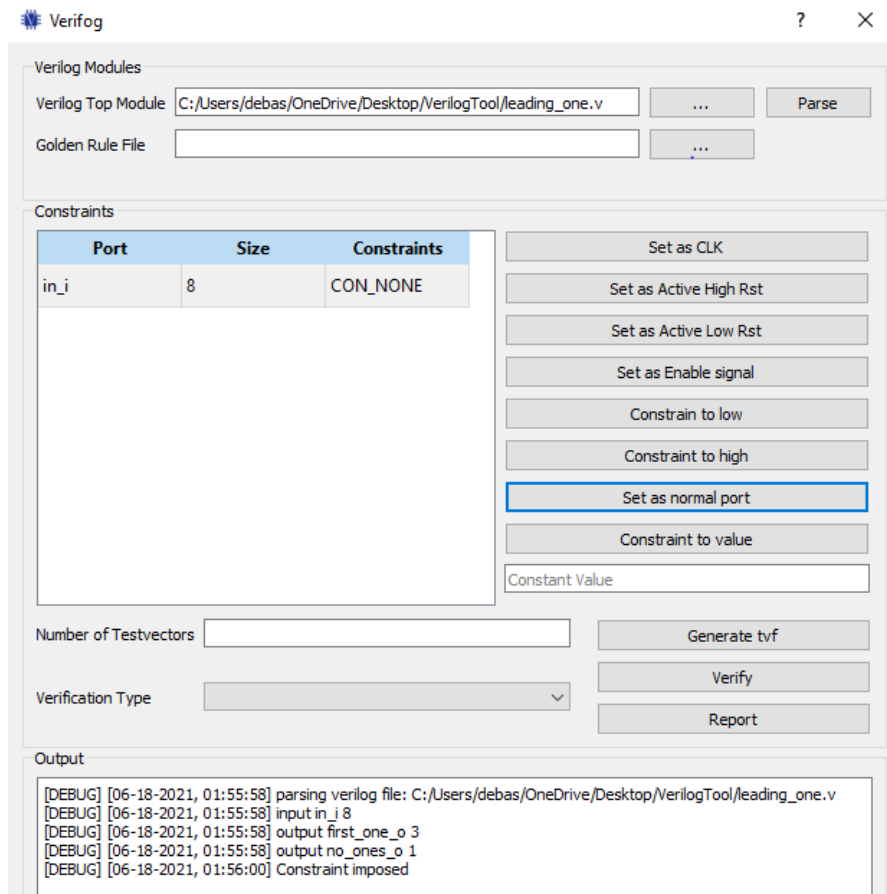 Verifog ? ×
Verilog Modules
Verilog Top Module C:/Users/debas/OneDrive/Desktop/VerilogTool/leading_one.v ... Parse
Golden Rule File ...
Constraints
Port Size Constraints Set as CLK
in_i 8 CON_NONE Set as Active High Rst
Set as Active Low Rst
Set as Enable signal
Constrain to low
Constraint to high
Set as normal port
Constraint to value
Constant Value
Number of Testvectors Generate tvf
Verify
Verification Type
Report
Output
[DEBUG] [06-18-2021, 01:55:58] parsing verilog file: C:/Users/debas/OneDrive/Desktop/VerilogTool/leading_one.v
[DEBUG] [06-18-2021, 01:55:58] input in_i 8
[DEBUG] [06-18-2021, 01:55:58] output first_one_o 3
[DEBUG] [06-18-2021, 01:55:58] output no_ones_o 1
[DEBUG] [06-18-2021, 01:56:00] Constraint imposed